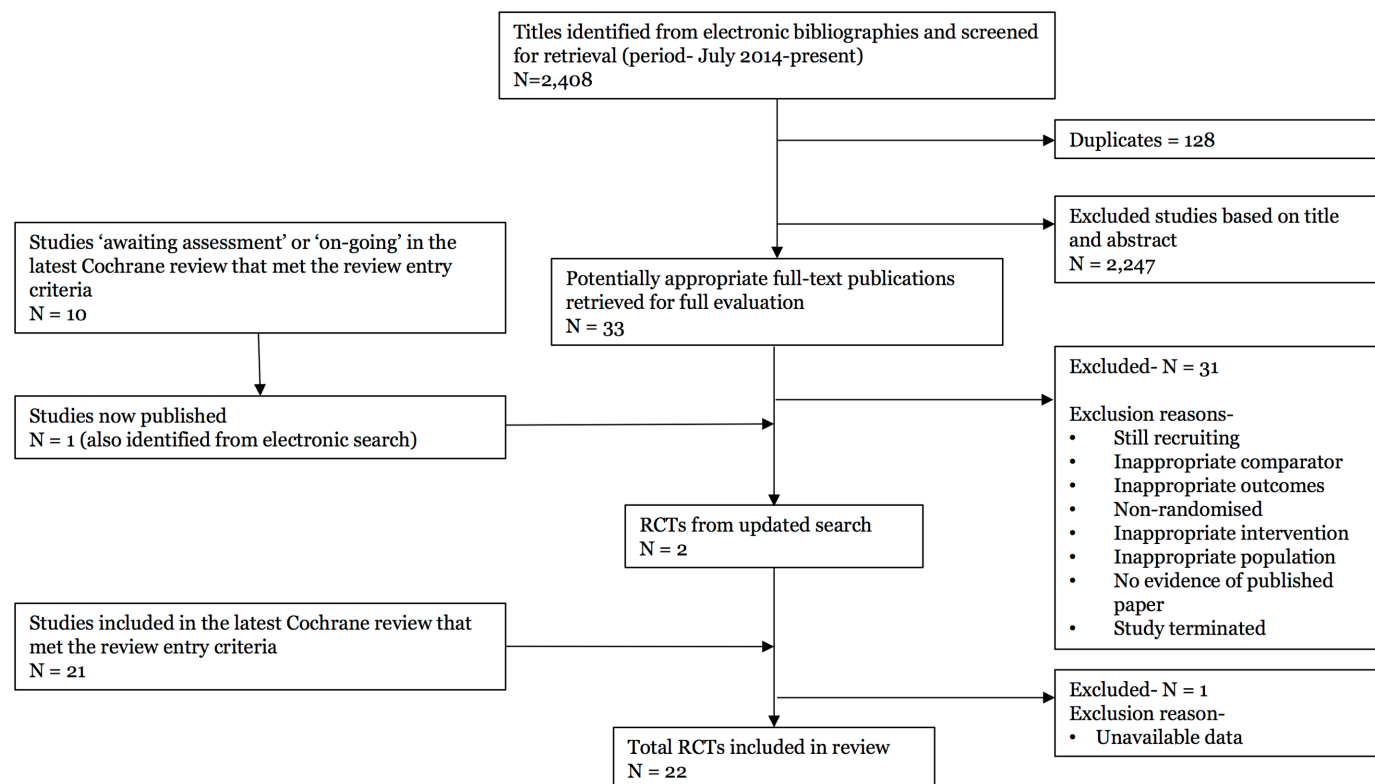 Titles identified from electronic bibliographies and screened
for retrieval (period- July 2014-present)
N=2,408
Duplicates = 128
Excluded studies based on title
and abstract
N = 2,247
Studies ‘awaiting assessment’ or ‘on-going’ in the
latest Cochrane review that met the review entry
criteria
N = 10
Potentially appropriate full-text publications
retrieved for full evaluation
N = 33
Excluded- N = 31
Exclusion reasons-
• Still recruiting
• Inappropriate comparator
• Inappropriate outcomes
• Non-randomised
• Inappropriate intervention
• Inappropriate population
• No evidence of published
paper
• Study terminated
Studies now published
N = 1 (also identified from electronic search)
RCTs from updated search
N = 2
Studies included in the latest Cochrane review that
met the review entry criteria
N = 21
Excluded- N = 1
Exclusion reason-
• Unavailable data
Total RCTs included in review
N = 22